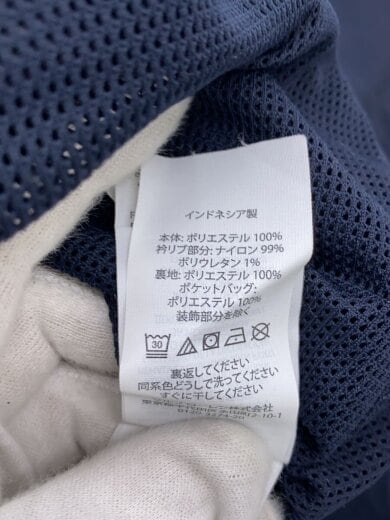 インドネシア製
本体: ポリエステル 100%
衿リブ部分: ナイロン 99%
ポリウレタン 1%
裏地: ポリエステル 100%
ポケットバッグ:
ポリエステル 100%
装飾部分を除く
30
裏返してください
同系色どうしで洗ってください
すぐに干してください